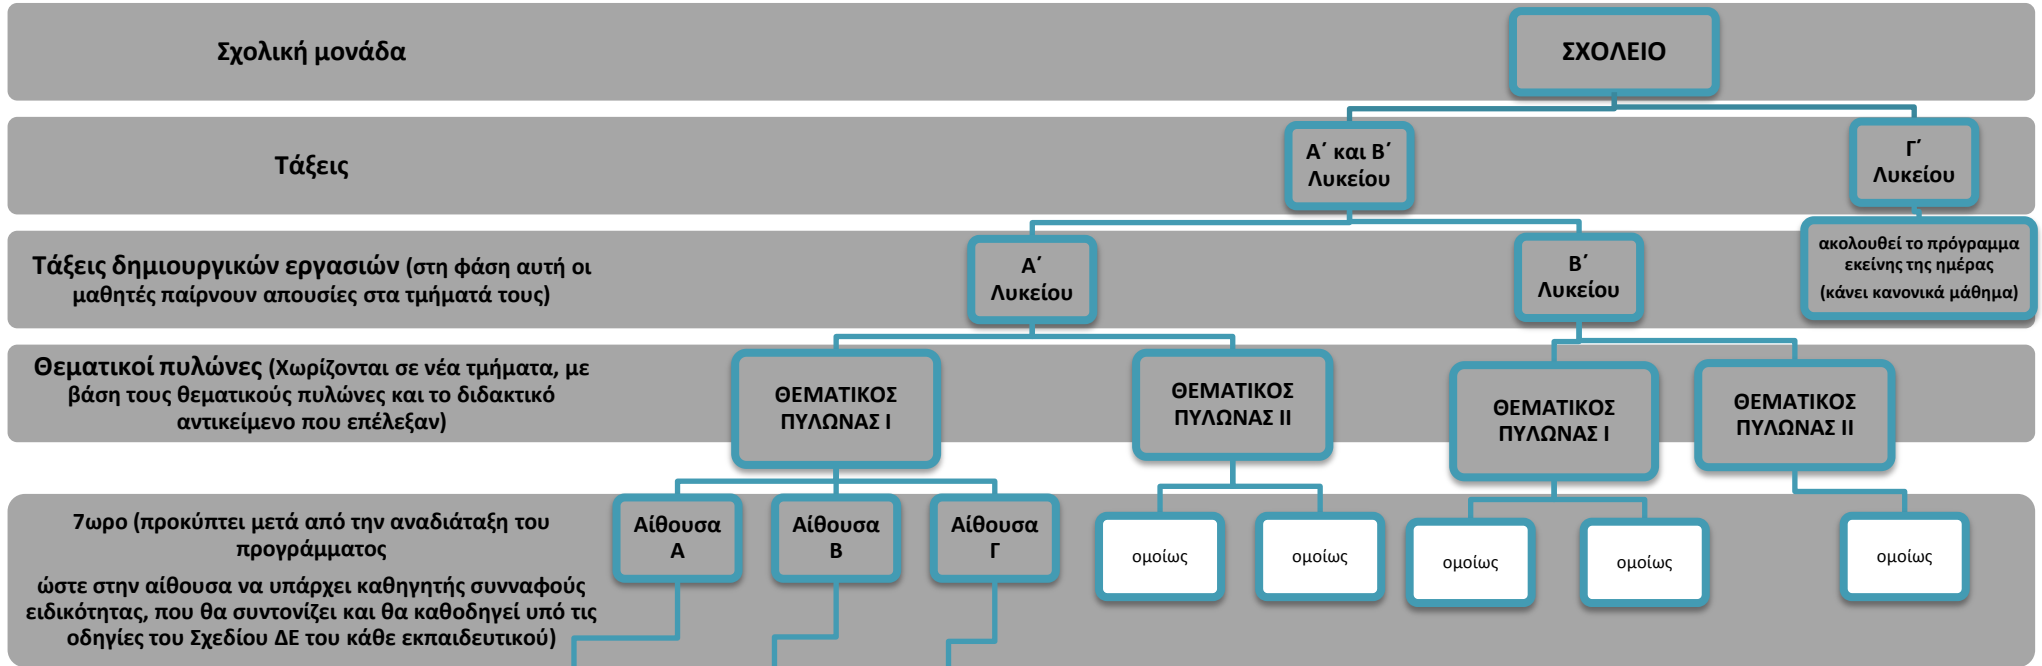 Σχολική μονάδα
ΣΧΟΛΕΙΟ
Τάξεις
Α΄ και Β΄
Λυκείου
Γ΄
Λυκείου
Τάξεις δημιουργικών εργασιών (στη φάση αυτή οι
μαθητές παίρνουν απουσίες στα τμήματά τους)
Α΄
Λυκείου
Β΄
Λυκείου
ακολουθεί το πρόγραμμα
εκείνης της ημέρας
(κάνει κανονικά μάθημα)
Θεματικοί πυλώνες (Χωρίζονται σε νέα τμήματα, με
βάση τους θεματικούς πυλώνες και το διδακτικό
αντικείμενο που επέλεξαν)
ΘΕΜΑΤΙΚΟΣ
ΠΥΛΩΝΑΣ Ι
ΘΕΜΑΤΙΚΟΣ
ΠΥΛΩΝΑΣ ΙΙ
ΘΕΜΑΤΙΚΟΣ
ΠΥΛΩΝΑΣ Ι
ΘΕΜΑΤΙΚΟΣ
ΠΥΛΩΝΑΣ ΙΙ
7ωρο (προκύπτει μετά από την αναδιάταξη του
προγράμματος
ώστε στην αίθουσα να υπάρχει καθηγητής συναφούς
ειδικότητας, που θα συντονίζει και θα καθοδηγεί υπό τις
οδηγίες του Σχεδίου ΔΕ του κάθε εκπαιδευτικού)
Αίθουσα
Α
Αίθουσα
Β
Αίθουσα
Γ
ομοίως
ομοίως
ομοίως
ομοίως
ομοίως